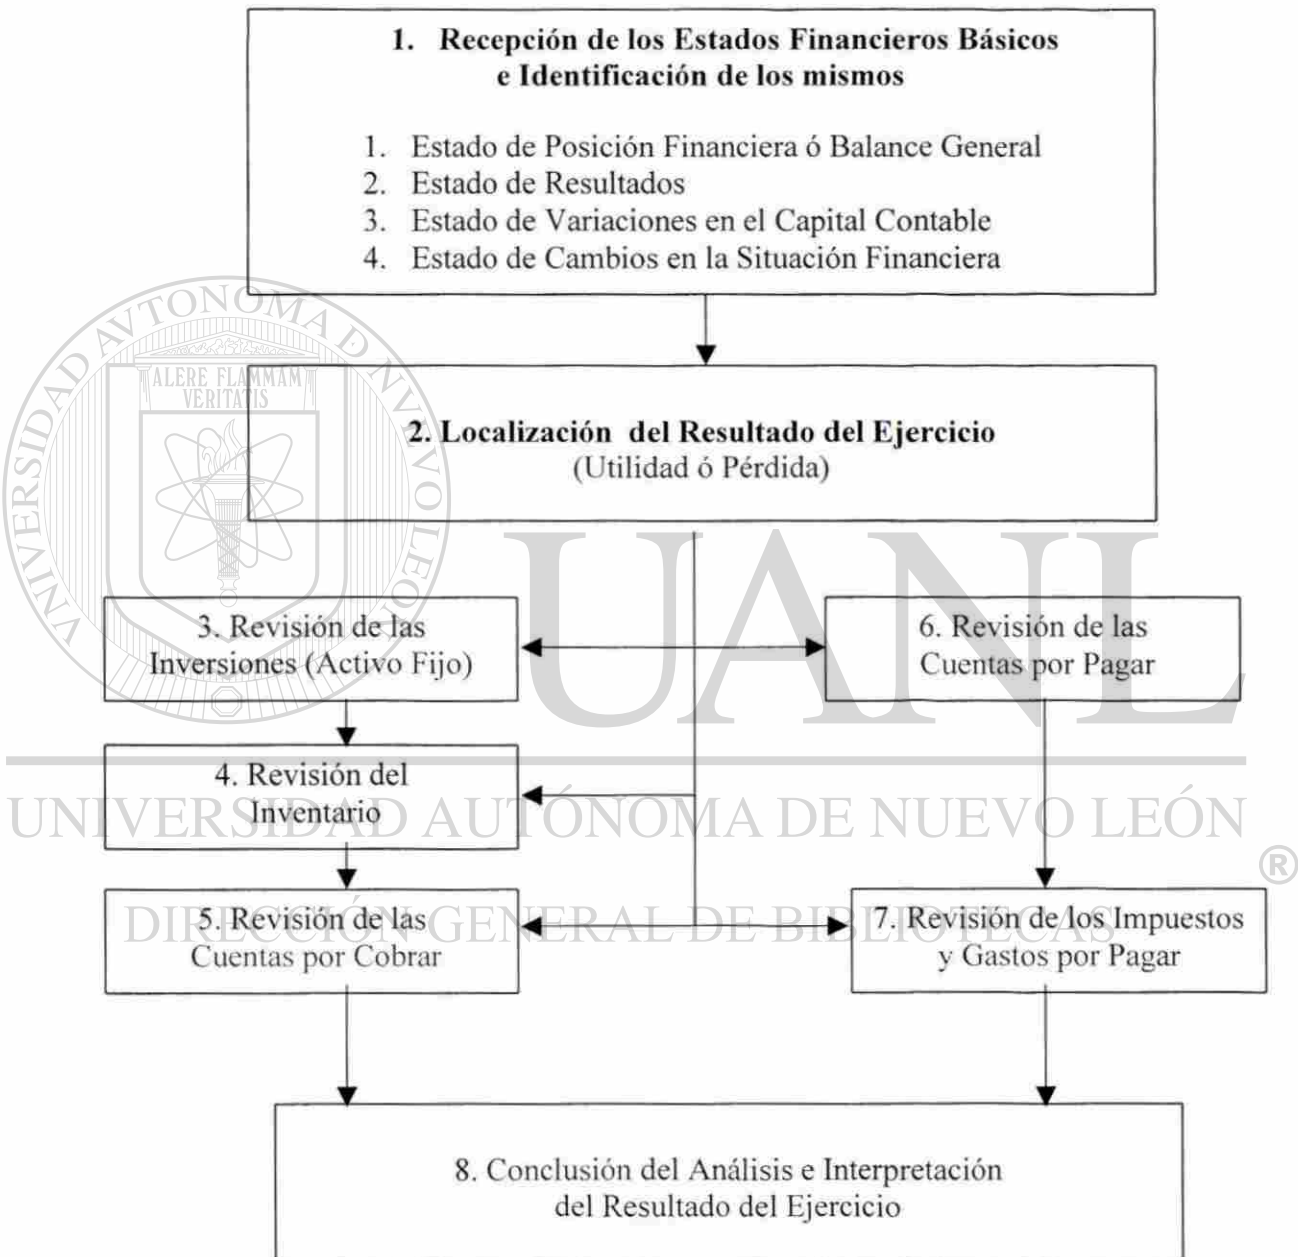 1. Recepción de los Estados Financieros Básicos
e Identificación de los mismos
1. Estado de Posición Financiera ó Balance General
2. Estado de Resultados
3. Estado de Variaciones en el Capital Contable
4. Estado de Cambios en la Situación Financiera
2. Localización del Resultado del Ejercicio
(Utilidad ó Pérdida)
3. Revisión de las
Inversiones (Activo Fijo)
6. Revisión de las
Cuentas por Pagar
4. Revisión del
Inventario
5. Revisión de las
Cuentas por Cobrar
7. Revisión de los Impuestos
y Gastos por Pagar
8. Conclusión del Análisis e Interpretación
del Resultado del Ejercicio
UNIVERSIDAD AVTONOMA D NVEVO LEON
ALERE FLAMMAM
VERITATIS
UANL
UNIVERSIDAD AUTÓNOMA DE NUEVO LEÓN
®
DIRECCIÓN GENERAL DE BIBLIOTECAS